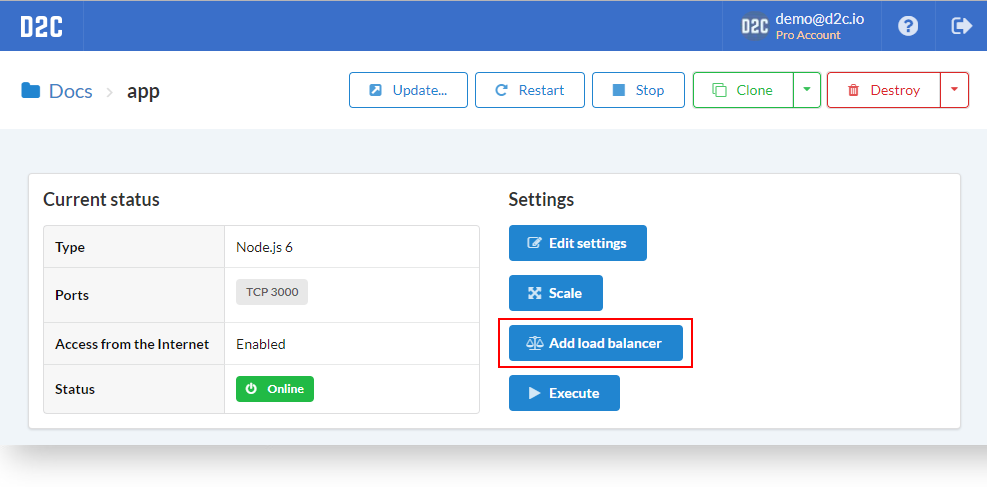 D2C
D2C
demo@d2c.io
Pro Account
?
Docs > app
Update...
Restart
Stop
Clone
Destroy
Current status
Type
Node.js 6
Ports
TCP 3000
Access from the Internet
Enabled
Status
Online
Settings
Edit settings
Scale
Add load balancer
Execute